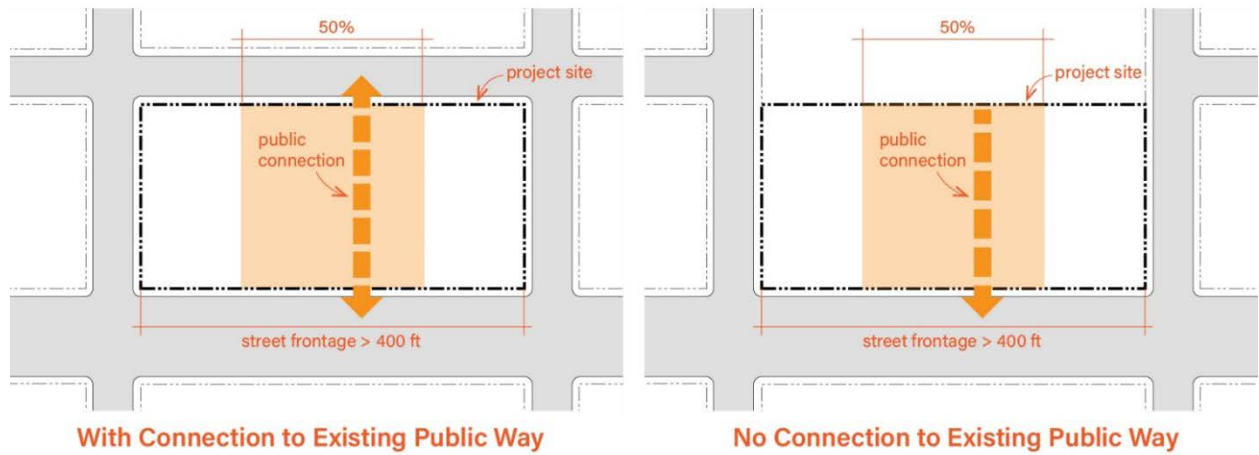 50%
project site
public
connection
street frontage > 400 ft
With Connection to Existing Public Way
50%
project site
public
connection
street frontage > 400 ft
No Connection to Existing Public Way